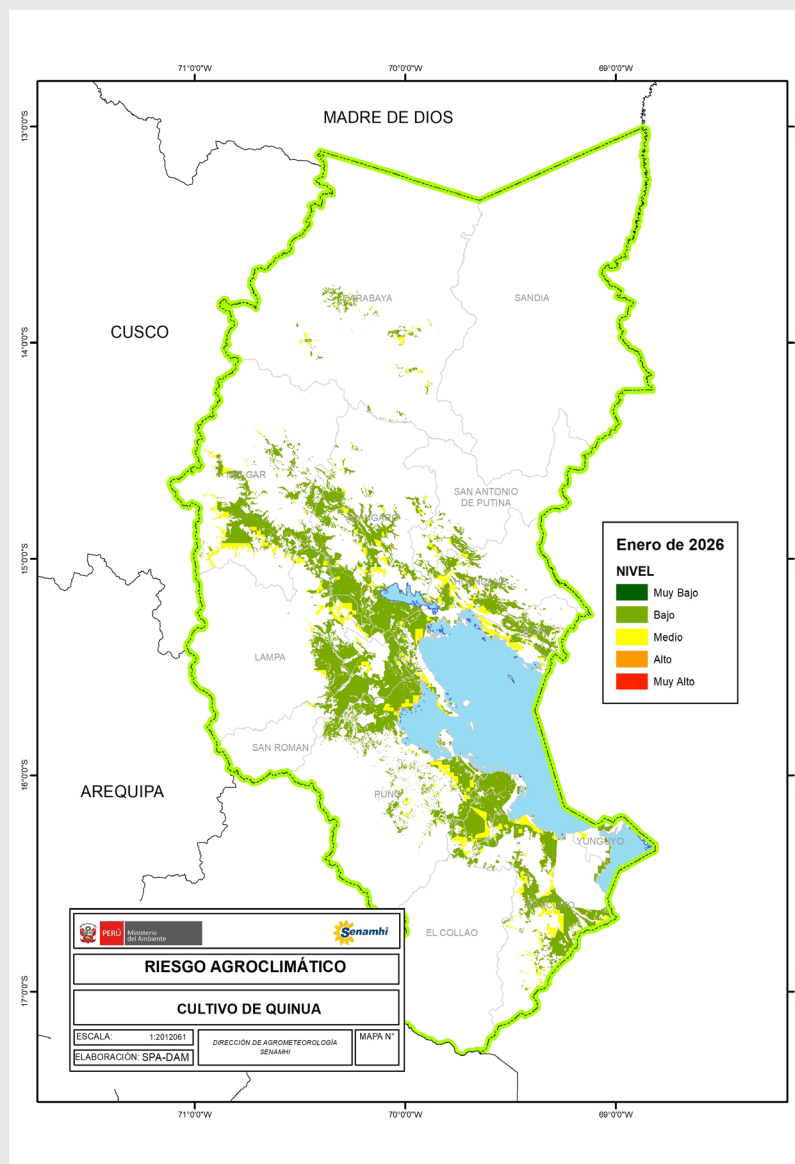 71°0'0"W 70°0'0"W 69°0'0"W
MADRE DE DIOS
13°0'0"S
CARABAYA
SANDIA
CUSCO
14°0'0"S
MELGAR
SAN ANTONIO
DE PUTINA
AZANGARO
Enero de 2026
NIVEL
15°0'0"S
HUANCANE
Muy Bajo
Bajo
Medio
LAMPA
Alto
Muy Alto
SAN ROMAN
16°0'0"S
AREQUIPA
PUNO
YUNGUYO
EL COLLAO
PERÚ
Ministerio
del Ambiente
Senamhi
RIESGO AGROCLIMÁTICO
17°0'0"S
CULTIVO DE QUINUA
ESCALA: 1:2012061
DIRECCIÓN DE AGROMETEOROLOGÍA
SENAMHI
MAPA N°
ELABORACIÓN: SPA-DAM
71°0'0"W 70°0'0"W 69°0'0"W